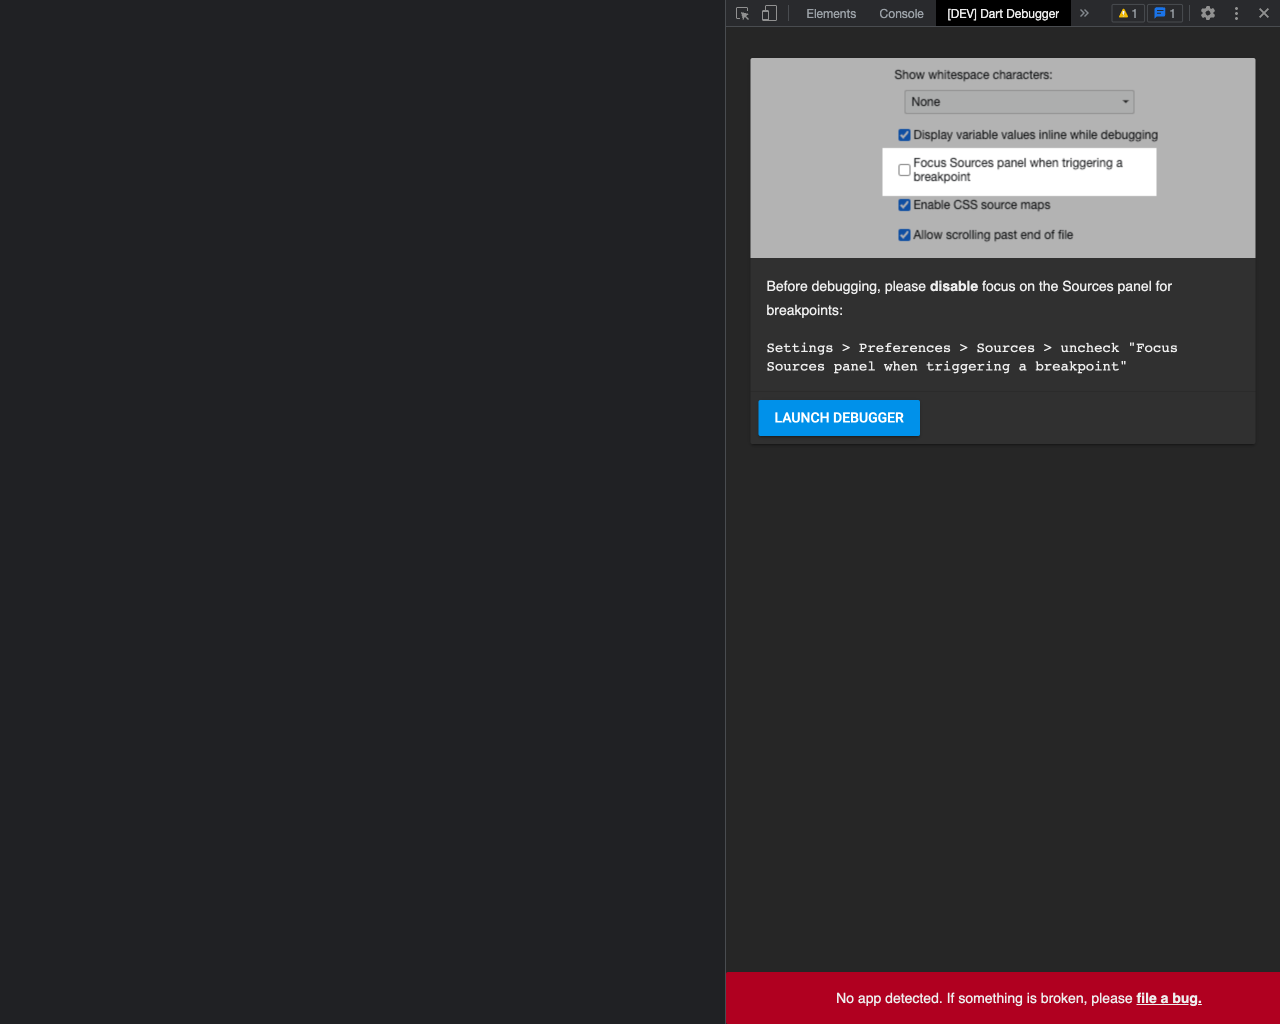 Elements Console [DEV] Dart Debugger » 1 1
Show whitespace characters:
None
Display variable values inline while debugging
Focus Sources panel when triggering a
breakpoint
Enable CSS source maps
Allow scrolling past end of file
Before debugging, please disable focus on the Sources panel for
breakpoints:
Settings > Preferences > Sources > uncheck "Focus
Sources panel when triggering a breakpoint"
LAUNCH DEBUGGER
No app detected. If something is broken, please file a bug.